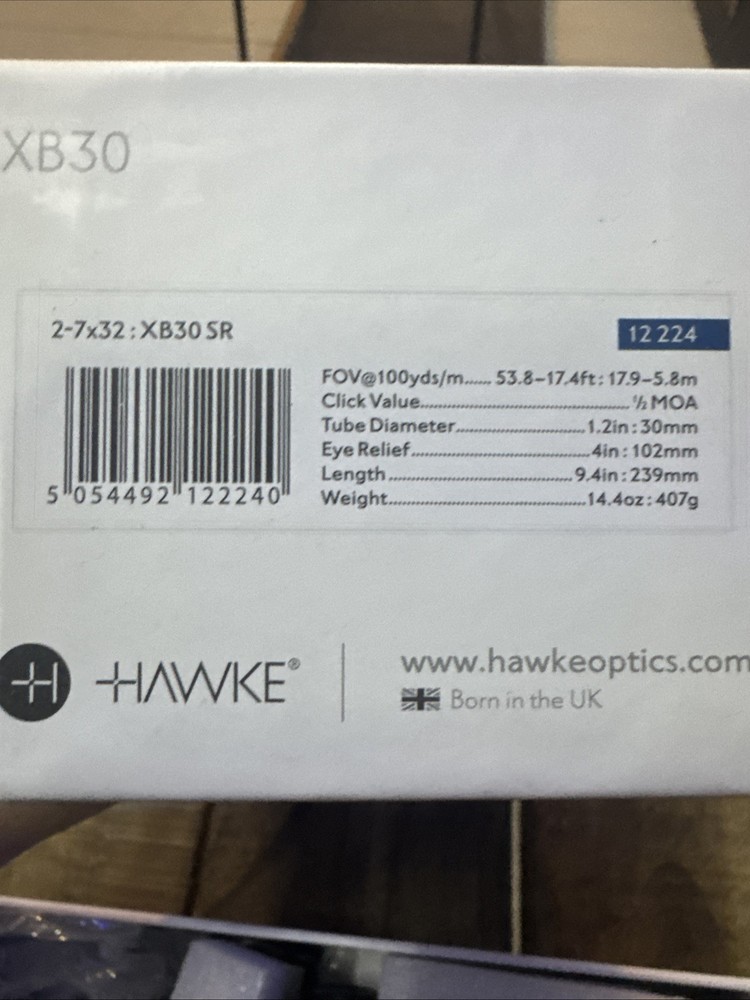 XB30
2-7x32 : XB30 SR
12 224
FOV@100yds/m...... 53.8–17.4ft : 17.9–5.8m
Click Value.......................................... ½ MOA
Tube Diameter..........................1.2in : 30mm
Eye Relief....................................4in : 102mm
Length.....................................9.4in : 239mm
Weight.......................................14.4oz : 407g
5 054492 122240
HAWKE®
www.hawkeoptics.com
Born in the UK